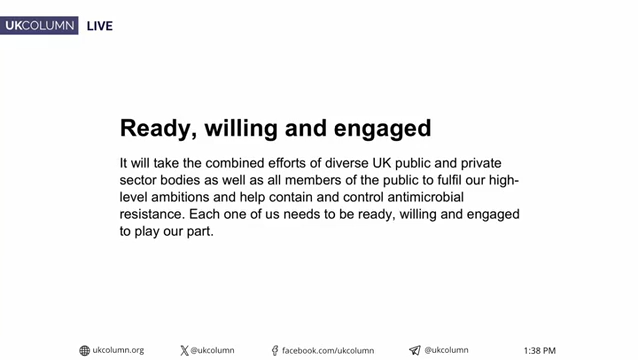 UKCOLUMN LIVE
Ready, willing and engaged
It will take the combined efforts of diverse UK public and private
sector bodies as well as all members of the public to fulfil our high-
level ambitions and help contain and control antimicrobial
resistance. Each one of us needs to be ready, willing and engaged
to play our part.
ukcolumn.org @ukcolumn facebook.com/ukcolumn @ukcolumn 1:38 PM